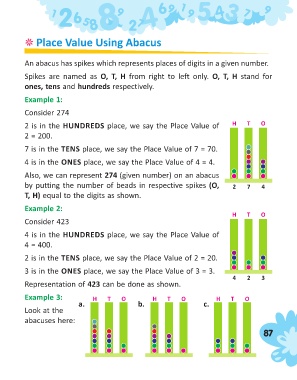 Place Value Using Abacus
An abacus has spikes which represents places of digits in a given number.
Spikes are named as O, T, H from right to left only. O, T, H stand for
ones, tens and hundreds respectively.
Example 1:
Consider 274
2 is in the HUNDREDS place, we say the Place Value of
2 = 200.
7 is in the TENS place, we say the Place Value of 7 = 70.
4 is in the ONES place, we say the Place Value of 4 = 4.
Also, we can represent 274 (given number) on an abacus
by putting the number of beads in respective spikes (O,
T, H) equal to the digits as shown.
H T O
2 7 4
Example 2:
Consider 423
4 is in the HUNDREDS place, we say the Place Value of
4 = 400.
2 is in the TENS place, we say the Place Value of 2 = 20.
3 is in the ONES place, we say the Place Value of 3 = 3.
Representation of 423 can be done as shown.
H T O
4 2 3
Example 3:
Look at the
abacuses here:
a. H T O
b. H T O
c. H T O
87